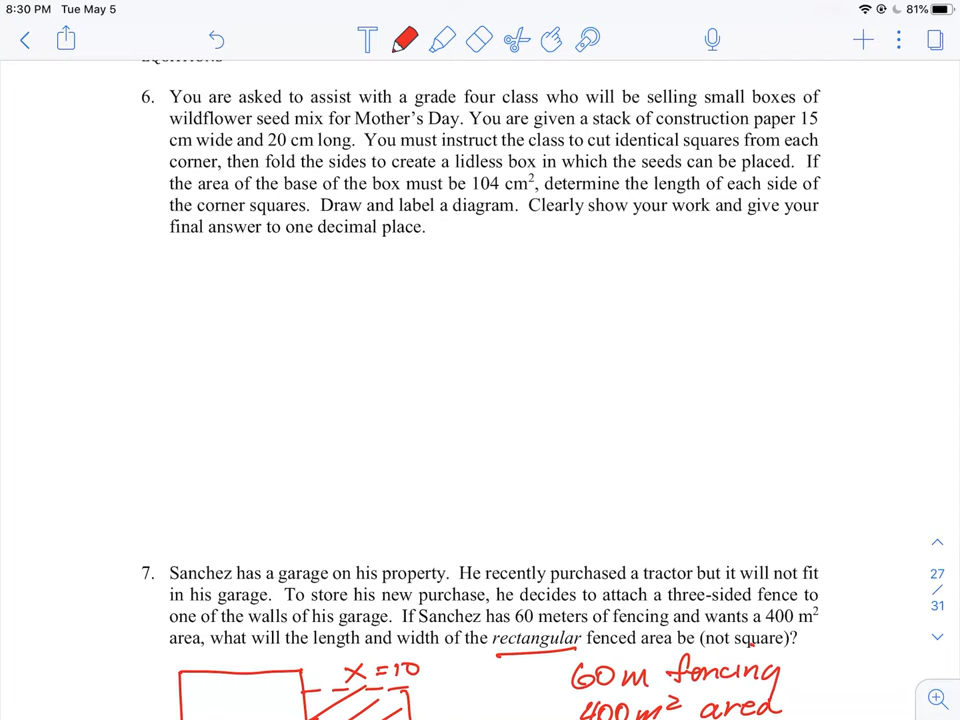 8:30 PM Tue May 5
81%
6. You are asked to assist with a grade four class who will be selling small boxes of
wildflower seed mix for Mother's Day. You are given a stack of construction paper 15
cm wide and 20 cm long. You must instruct the class to cut identical squares from each
corner, then fold the sides to create a lidless box in which the seeds can be placed. If
the area of the base of the box must be 104 cm², determine the length of each side of
the corner squares. Draw and label a diagram. Clearly show your work and give your
final answer to one decimal place.
27
/
31
7. Sanchez has a garage on his property. He recently purchased a tractor but it will not fit
in his garage. To store his new purchase, he decides to attach a three-sided fence to
one of the walls of his garage. If Sanchez has 60 meters of fencing and wants a 400 m²
area, what will the length and width of the rectangular fenced area be (not square)?
x = 10
60m fencing
400m² area